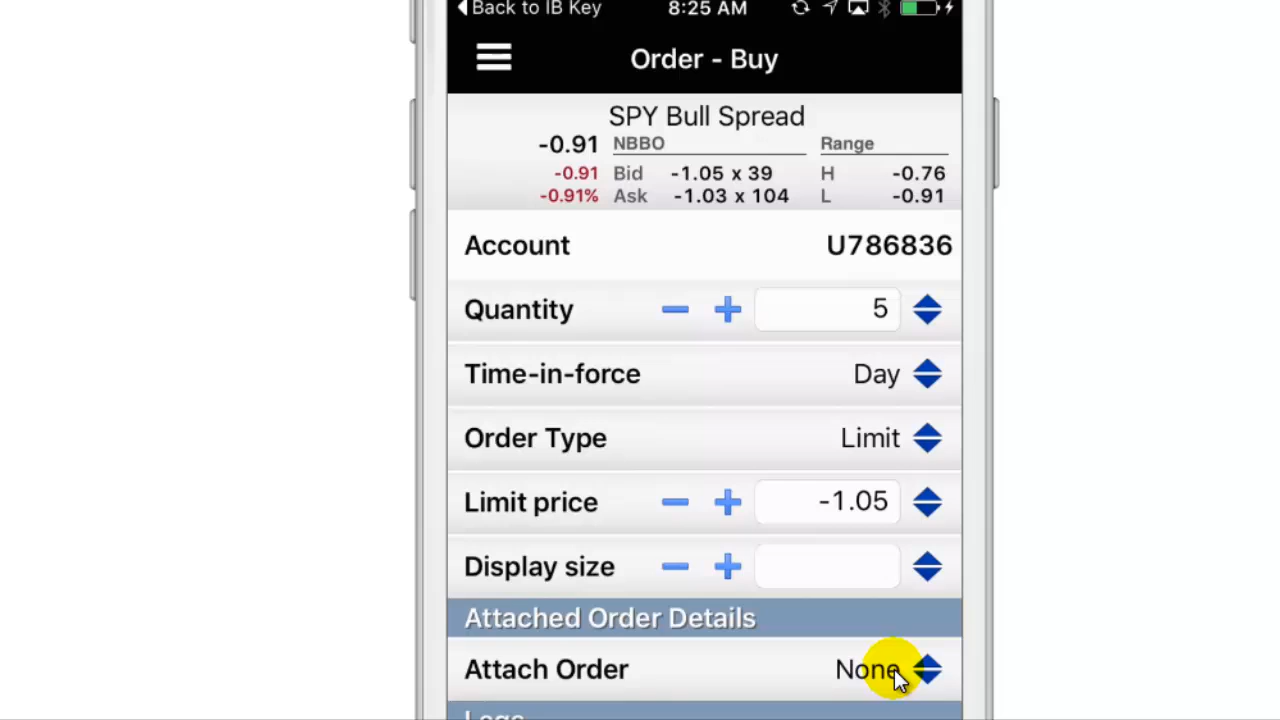 Back to IB Key 8:25 AM
Order - Buy
SPY Bull Spread
-0.91 NBBO Range
-0.91 Bid -1.05 x 39 H -0.76
-0.91% Ask -1.03 x 104 L -0.91
Account U786836
Quantity 5
Time-in-force Day
Order Type Limit
Limit price -1.05
Display size
Attached Order Details
Attach Order None
Legs